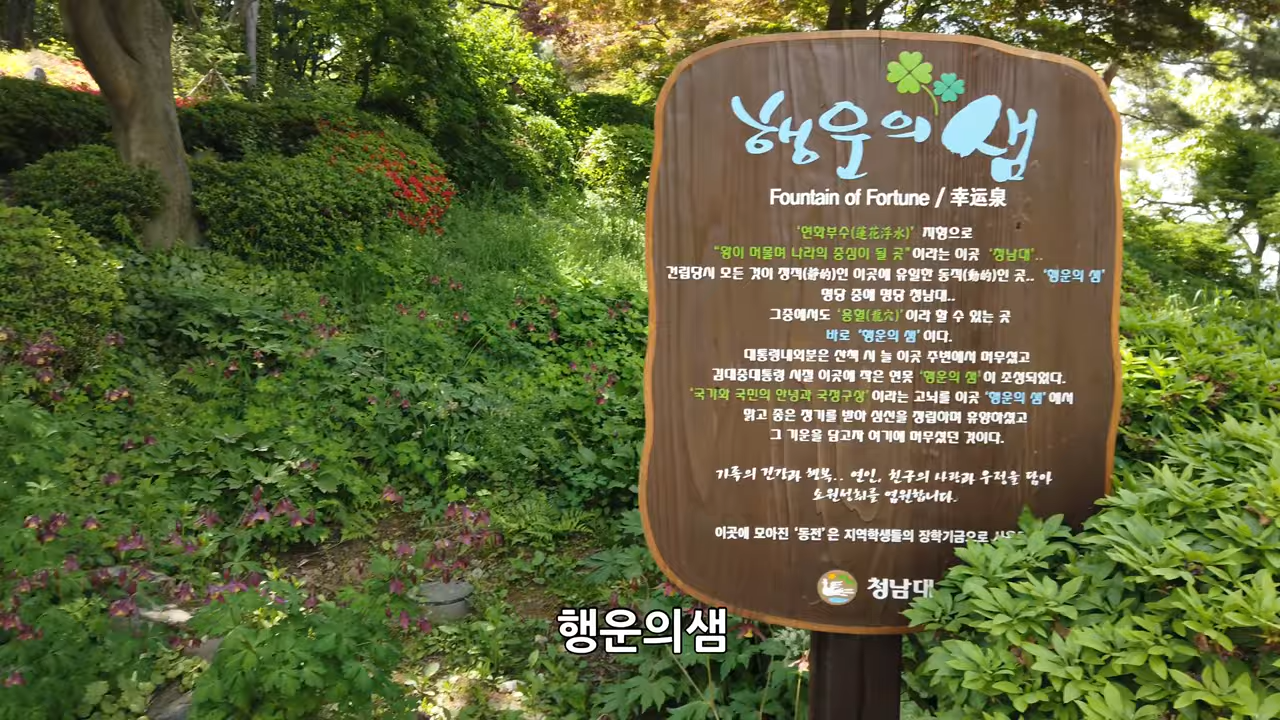 행운의 샘
Fountain of Fortune / 幸运泉
'연화부수(蓮花浮水)' 지형으로
"왕이 머물며 나라의 중심이 될 곳"이라는 이곳 '청남대'..
건립당시 모든 것이 정적(靜的)인 이곳에 유일한 동적(動的)인 곳.. '행운의 샘'
명당 중에 명당 청남대..
그중에서도 '용혈(龍穴)'이라 할 수 있는 곳
바로 '행운의 샘'이다.
대통령내외분은 산책 시 늘 이곳 주변에서 머무셨고
김대중대통령 시절 이곳에 작은 연못 '행운의 샘'이 조성되었다.
'국가와 국민의 안녕과 국정구상'이라는 고뇌를 이곳 '행운의 샘'에서
맑고 좋은 정기를 받아 심신을 정립하며 휴양하셨고
그 기운을 담고자 여기에 머무셨던 것이다.
가족의 건강과 행복.. 연인, 친구의 사랑과 우정을 담아
소원성취를 염원합니다.
이곳에 모아진 '동전'은 지역학생들의 장학기금으로
청남대
행운의샘